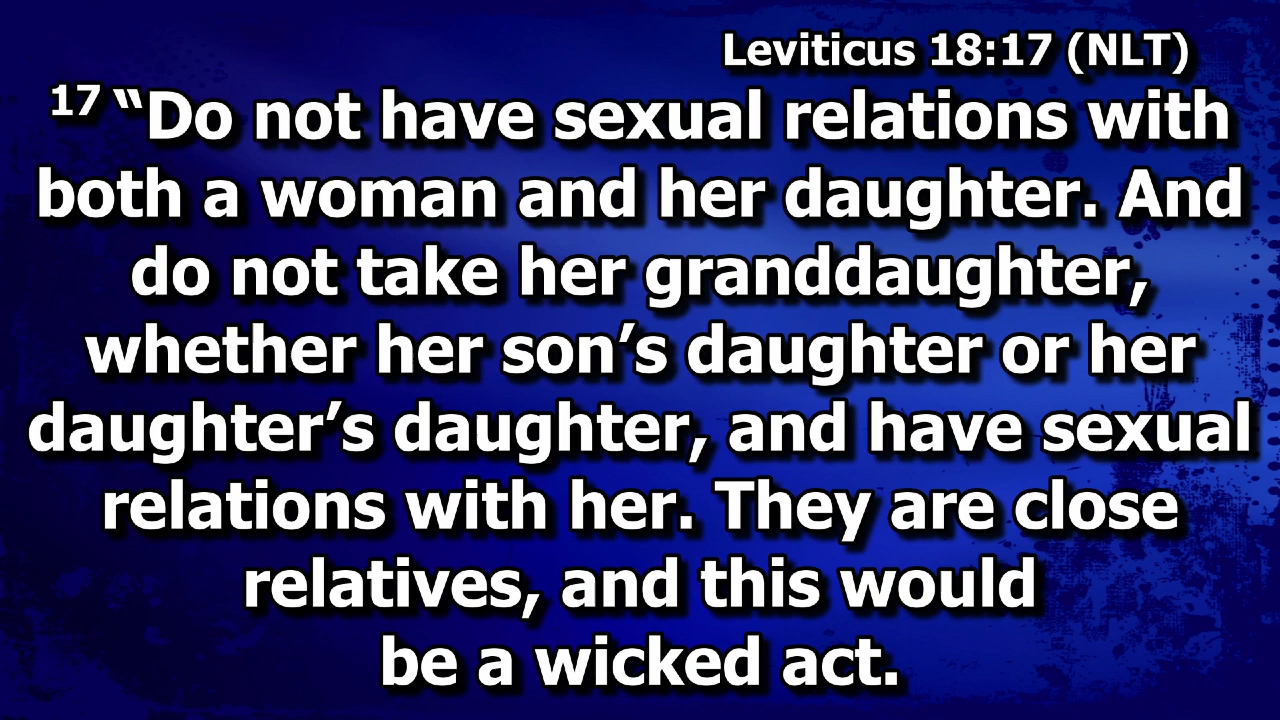 Leviticus 18:17 (NLT)
17 “Do not have sexual relations with
both a woman and her daughter. And
do not take her granddaughter,
whether her son’s daughter or her
daughter’s daughter, and have sexual
relations with her. They are close
relatives, and this would
be a wicked act.